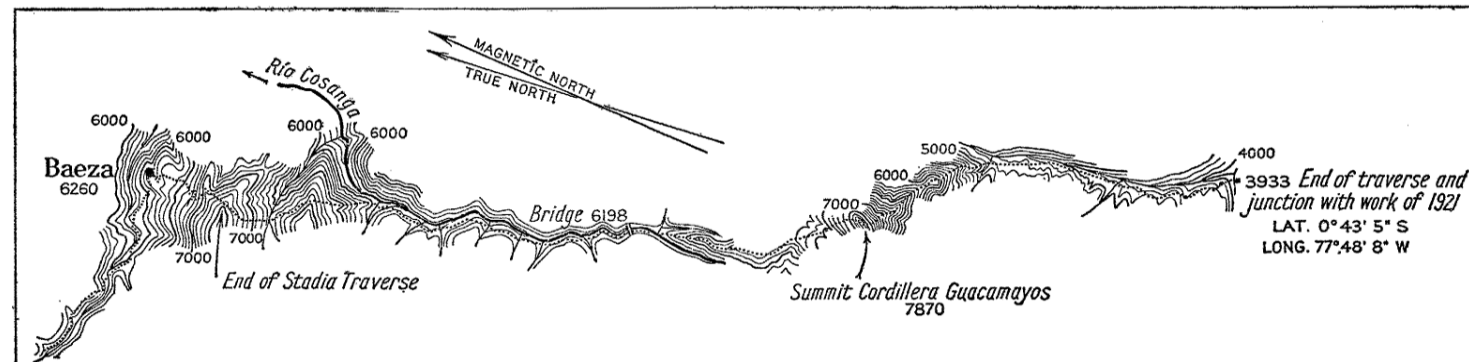 MAGNETIC NORTH
TRUE NORTH
Río Cosanga
6000
6000
6000
6000
Baeza
6260
7000
7000
End of Stadia Traverse
Bridge 6198
5000
6000
7000
Summit Cordillera Guacamayos
7870
4000
3933 End of traverse and
junction with work of 1921
LAT. 0°43' 5" S
LONG. 77°48' 8" W